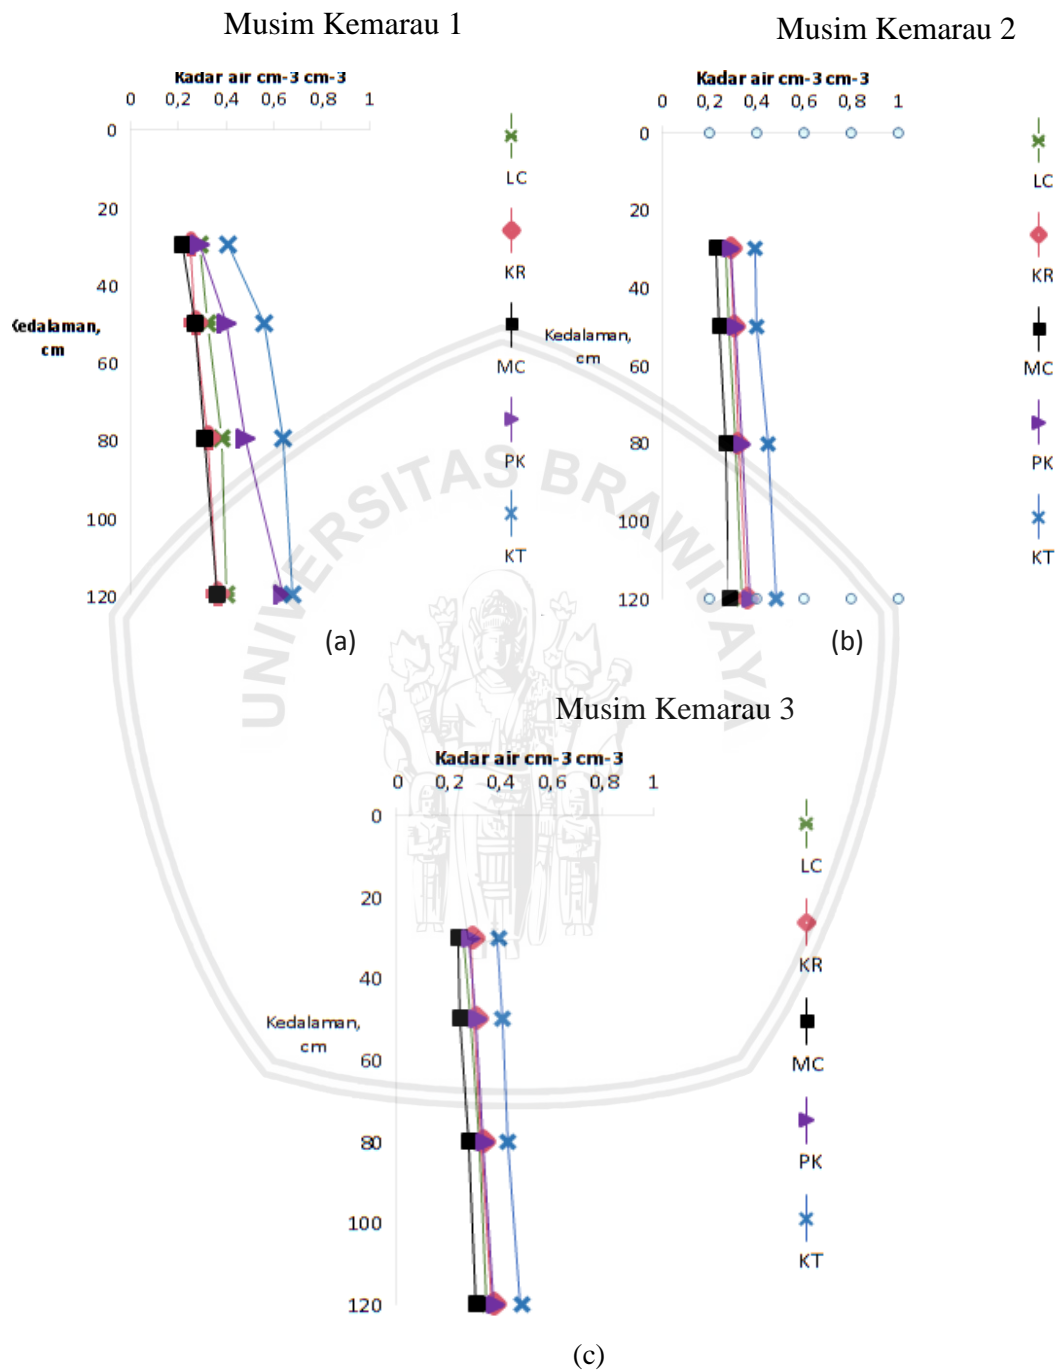 Musim Kemarau 1
Kadar air cm-3 cm-3
0 0,2 0,4 0,6 0,8 1
0
20
40
Kedalaman,
cm
60
80
100
120
LC
KR
MC
PK
KT
(a)
Musim Kemarau 2
Kadar air cm-3 cm-3
0 0,2 0,4 0,6 0,8 1
0
20
40
Kedalaman,
cm
60
80
100
120
LC
KR
MC
PK
KT
(b)
UNIVERSITAS BRAWIJAYA
Musim Kemarau 3
Kadar air cm-3 cm-3
0 0,2 0,4 0,6 0,8 1
0
20
40
Kedalaman,
cm
60
80
100
120
LC
KR
MC
PK
KT
(c)